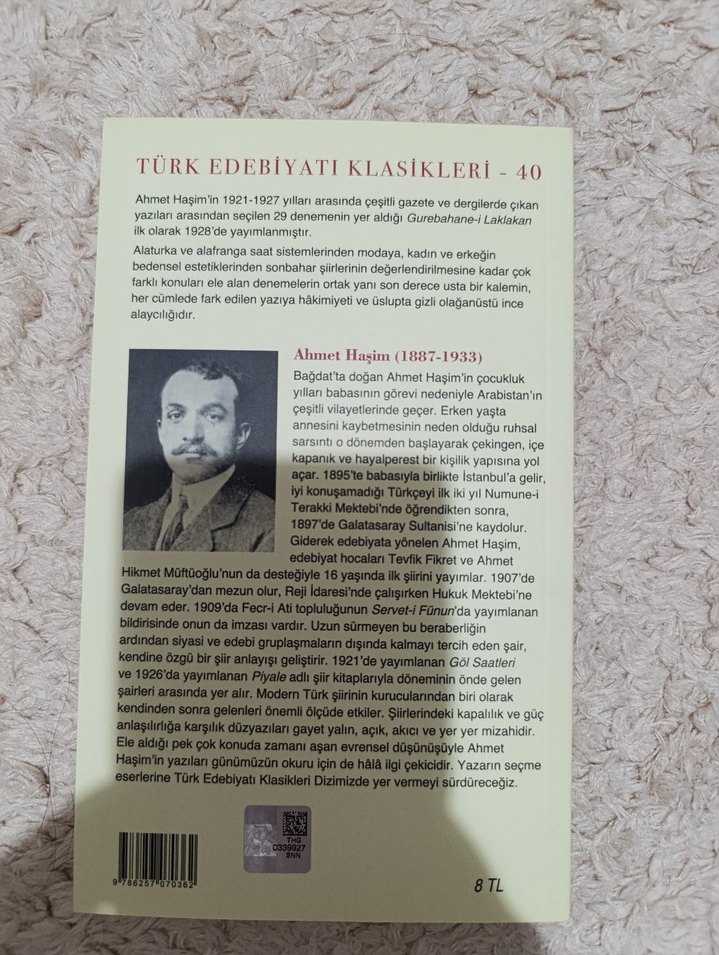 TÜRK EDEBİYATI KLASİKLERİ - 40
Ahmet Haşim'in 1921-1927 yılları arasında çeşitli gazete ve dergilerde çıkan
yazıları arasından seçilen 29 denemenin yer aldığı Gurebahane-i Laklakan
ilk olarak 1928'de yayımlanmıştır.
Alaturka ve alafranga saat sistemlerinden modaya, kadın ve erkeğin
bedensel estetiklerinden sonbahar şiirlerinin değerlendirilmesine kadar çok
farklı konuları ele alan denemelerin ortak yanı son derece usta bir kalemin,
her cümlede fark edilen yazıya hâkimiyeti ve üslupta gizli olağanüstü ince
alaycılığıdır.
Ahmet Haşim (1887-1933)
Bağdat'ta doğan Ahmet Haşim'in çocukluk
yılları babasının görevi nedeniyle Arabistan'ın
çeşitli vilayetlerinde geçer. Erken yaşta
annesini kaybetmesinin neden olduğu ruhsal
sarsıntı o dönemden başlayarak çekingen, içe
kapanık ve hayalperest bir kişilik yapısına yol
açar. 1895'te babasıyla birlikte İstanbul'a gelir,
iyi konuşamadığı Türkçeyi ilk iki yıl Numune-i
Terakki Mektebi'nde öğrendikten sonra,
1897'de Galatasaray Sultanisi'ne kaydolur.
Giderek edebiyata yönelen Ahmet Haşim,
edebiyat hocaları Tevfik Fikret ve Ahmet
Hikmet Müftüoğlu'nun da desteğiyle 16 yaşında ilk şiirini yayımlar. 1907'de
Galatasaray'dan mezun olur, Reji İdaresi'nde çalışırken Hukuk Mektebi'ne
devam eder. 1909'da Fecr-i Ati topluluğunun Servet-i Fünun'da yayımlanan
bildirisinde onun da imzası vardır. Uzun sürmeyen bu beraberliğin
ardından siyasi ve edebi gruplaşmaların dışında kalmayı tercih eden şair,
kendine özgü bir şiir anlayışı geliştirir. 1921'de yayımlanan Göl Saatleri
ve 1926'da yayımlanan Piyale adlı şiir kitaplarıyla döneminin önde gelen
şairleri arasında yer alır. Modern Türk şiirinin kurucularından biri olarak
kendinden sonra gelenleri önemli ölçüde etkiler. Şiirlerindeki kapalılık ve güç
anlaşılırlığa karşılık düzyazıları gayet yalın, açık, akıcı ve yer yer mizahidir.
Ele aldığı pek çok konuda zamanı aşan evrensel düşünüşüyle Ahmet
Haşim'in yazıları günümüzün okuru için de hâlâ ilgi çekicidir. Yazarın seçme
eserlerine Türk Edebiyatı Klasikleri Dizimizde yer vermeyi sürdüreceğiz.
THG
0339927
SNN
9 786257 070362
8 TL